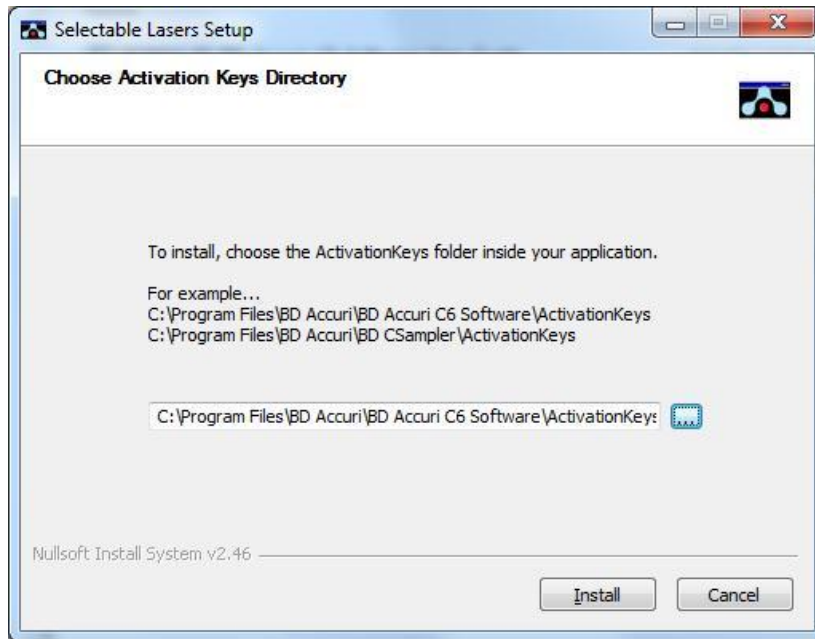 Selectable Lasers Setup
Choose Activation Keys Directory
To install, choose the ActivationKeys folder inside your application.
For example...
C:\Program Files\BD Accuri\BD Accuri C6 Software\ActivationKeys
C:\Program Files\BD Accuri\BD CSampler\ActivationKeys
C:\Program Files\BD Accuri\BD Accuri C6 Software\ActivationKeys
...
Nullsoft Install System v2.46
Install
Cancel